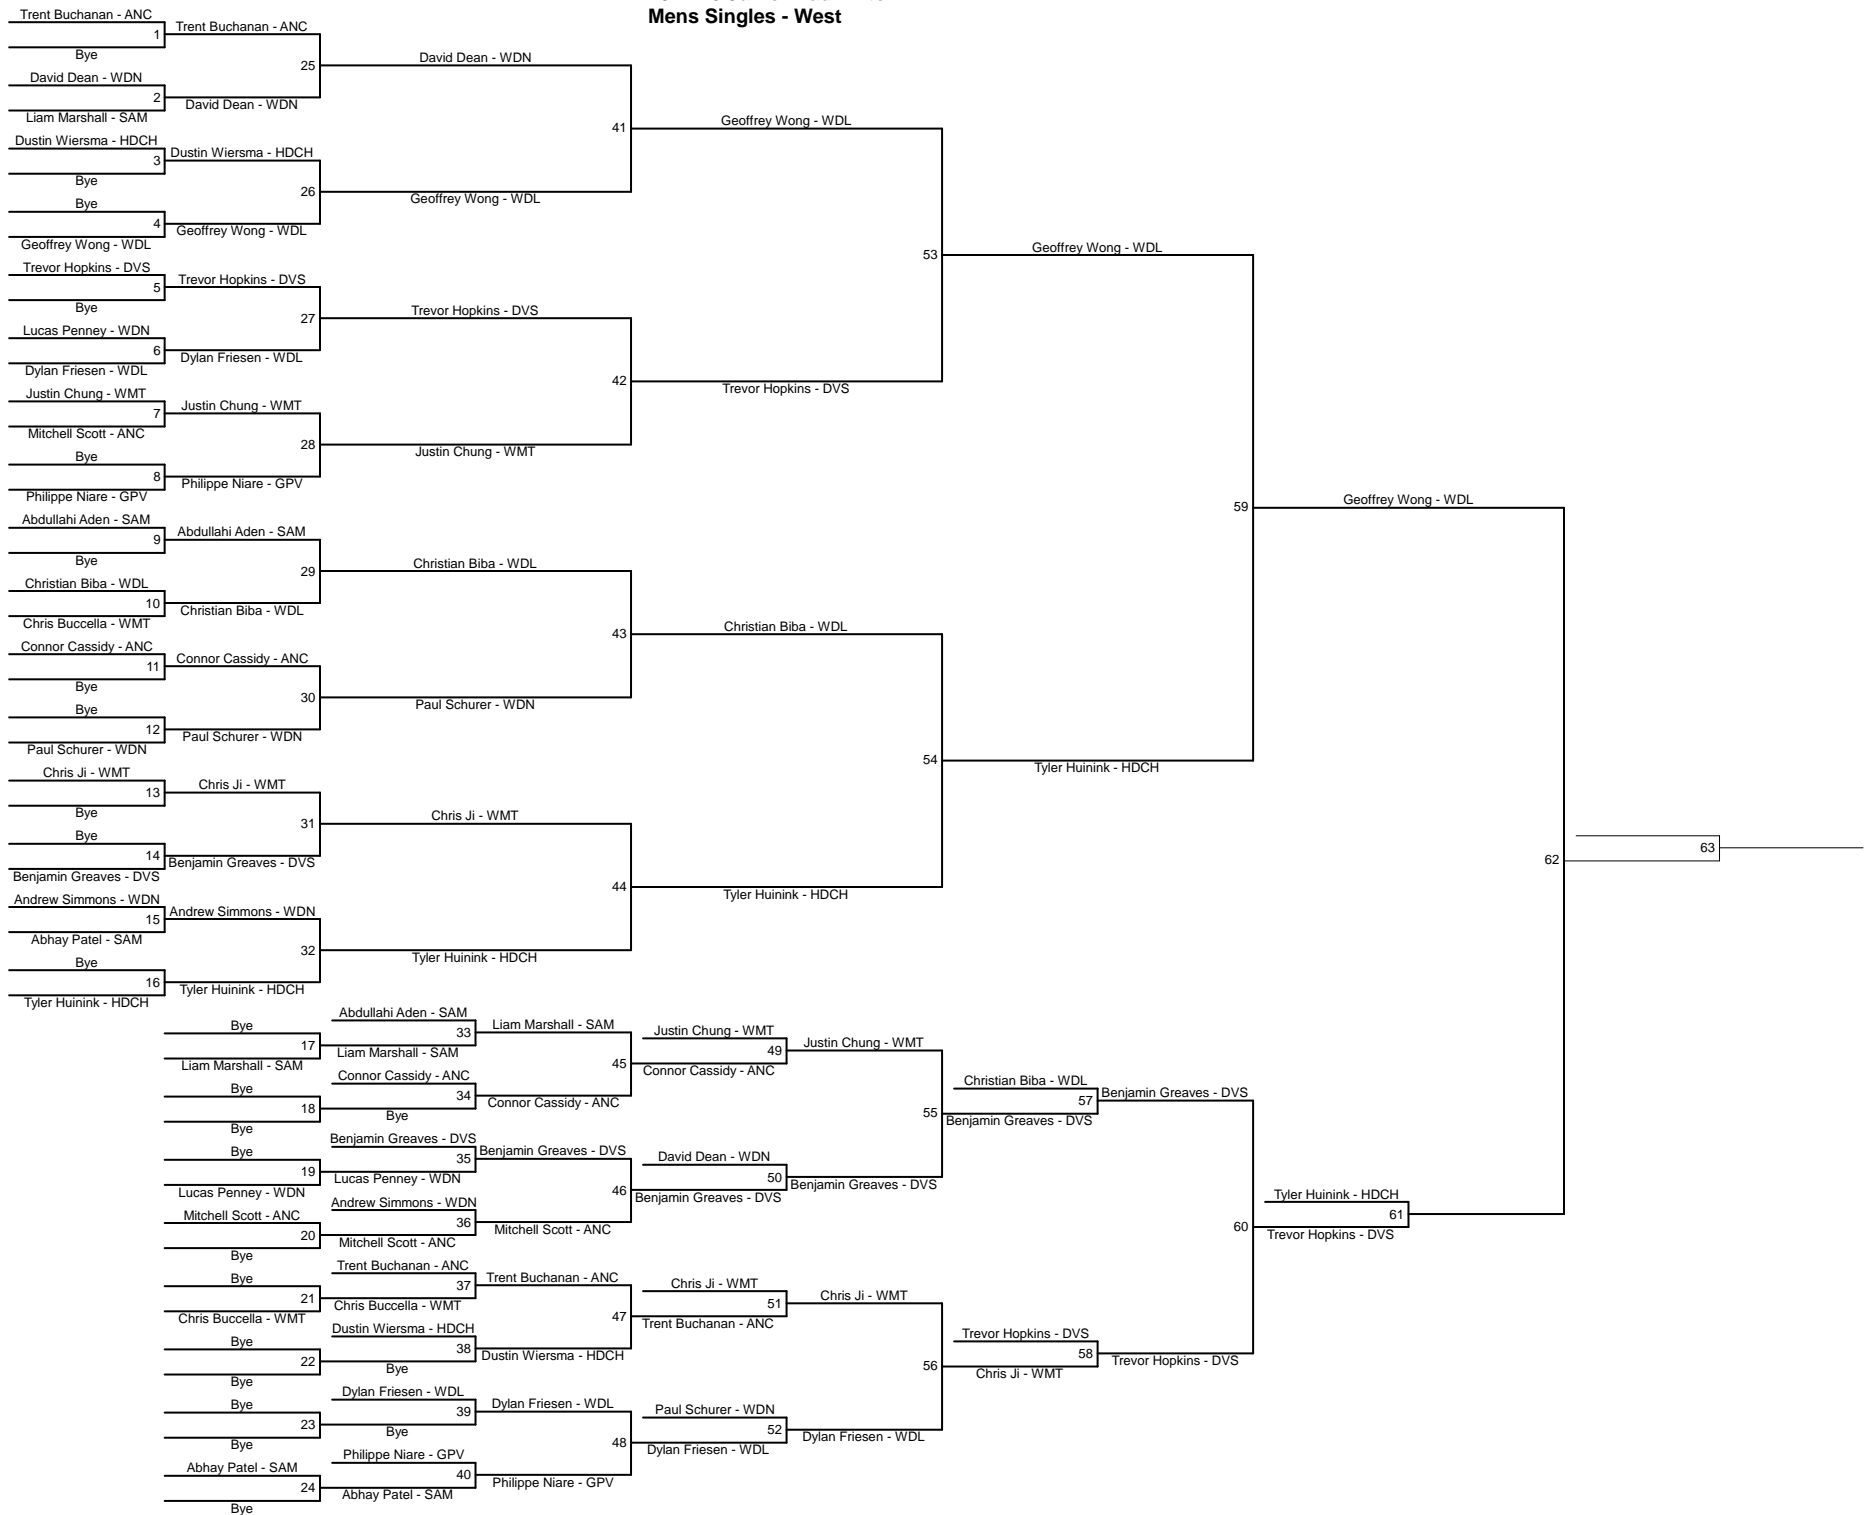 Mens Singles - West
Trent Buchanan - ANC
1
Bye
Trent Buchanan - ANC
David Dean - WDN
2
Liam Marshall - SAM
David Dean - WDN
25
David Dean - WDN
Dustin Wiersma - HDCH
3
Bye
Dustin Wiersma - HDCH
Bye
4
Geoffrey Wong - WDL
Geoffrey Wong - WDL
26
Geoffrey Wong - WDL
41
Geoffrey Wong - WDL
Trevor Hopkins - DVS
5
Bye
Trevor Hopkins - DVS
Lucas Penney - WDN
6
Dylan Friesen - WDL
Dylan Friesen - WDL
27
Trevor Hopkins - DVS
Justin Chung - WMT
7
Mitchell Scott - ANC
Justin Chung - WMT
Bye
8
Philippe Niare - GPV
Philippe Niare - GPV
28
Justin Chung - WMT
42
Trevor Hopkins - DVS
53
Geoffrey Wong - WDL
Abdullahi Aden - SAM
9
Bye
Abdullahi Aden - SAM
Christian Biba - WDL
10
Chris Buccella - WMT
Christian Biba - WDL
29
Christian Biba - WDL
Connor Cassidy - ANC
11
Bye
Connor Cassidy - ANC
Bye
12
Paul Schurer - WDN
Paul Schurer - WDN
30
Paul Schurer - WDN
43
Christian Biba - WDL
Chris Ji - WMT
13
Bye
Chris Ji - WMT
Bye
14
Benjamin Greaves - DVS
Benjamin Greaves - DVS
31
Chris Ji - WMT
Andrew Simmons - WDN
15
Abhay Patel - SAM
Andrew Simmons - WDN
Bye
16
Tyler Huinink - HDCH
Tyler Huinink - HDCH
32
Tyler Huinink - HDCH
44
Tyler Huinink - HDCH
54
Tyler Huinink - HDCH
59
Geoffrey Wong - WDL
Bye
17
Liam Marshall - SAM
Abdullahi Aden - SAM
33
Liam Marshall - SAM
Liam Marshall - SAM
Bye
18
Bye
Connor Cassidy - ANC
34
Bye
Connor Cassidy - ANC
45
Justin Chung - WMT
49
Connor Cassidy - ANC
Justin Chung - WMT
Bye
19
Lucas Penney - WDN
Benjamin Greaves - DVS
35
Lucas Penney - WDN
Benjamin Greaves - DVS
Mitchell Scott - ANC
20
Bye
Andrew Simmons - WDN
36
Mitchell Scott - ANC
Mitchell Scott - ANC
46
David Dean - WDN
50
Benjamin Greaves - DVS
Benjamin Greaves - DVS
55
Christian Biba - WDL
57
Benjamin Greaves - DVS
Benjamin Greaves - DVS
Bye
21
Chris Buccella - WMT
Trent Buchanan - ANC
37
Chris Buccella - WMT
Trent Buchanan - ANC
Bye
22
Bye
Dustin Wiersma - HDCH
38
Bye
Dustin Wiersma - HDCH
47
Chris Ji - WMT
51
Trent Buchanan - ANC
Chris Ji - WMT
Bye
23
Bye
Dylan Friesen - WDL
39
Bye
Dylan Friesen - WDL
Abhay Patel - SAM
24
Bye
Philippe Niare - GPV
40
Abhay Patel - SAM
Philippe Niare - GPV
48
Paul Schurer - WDN
52
Dylan Friesen - WDL
Dylan Friesen - WDL
56
Trevor Hopkins - DVS
58
Chris Ji - WMT
Trevor Hopkins - DVS
60
Tyler Huinink - HDCH
61
Trevor Hopkins - DVS
62
63